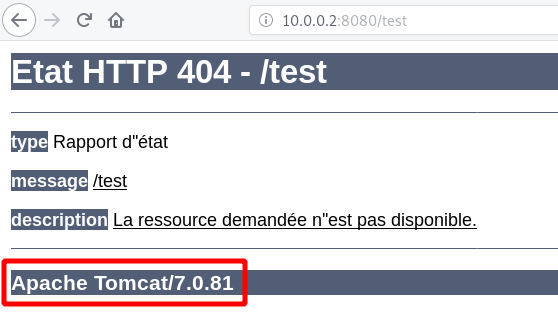 10.0.0.2:8080/test
Etat HTTP 404 - /test
type Rapport d''état
message /test
description La ressource demandée n''est pas disponible.
Apache Tomcat/7.0.81